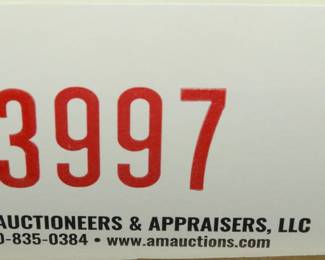 3997
AUCTIONEERS & APPRAISERS, LLC
0-835-0384 • www.amauctions.com